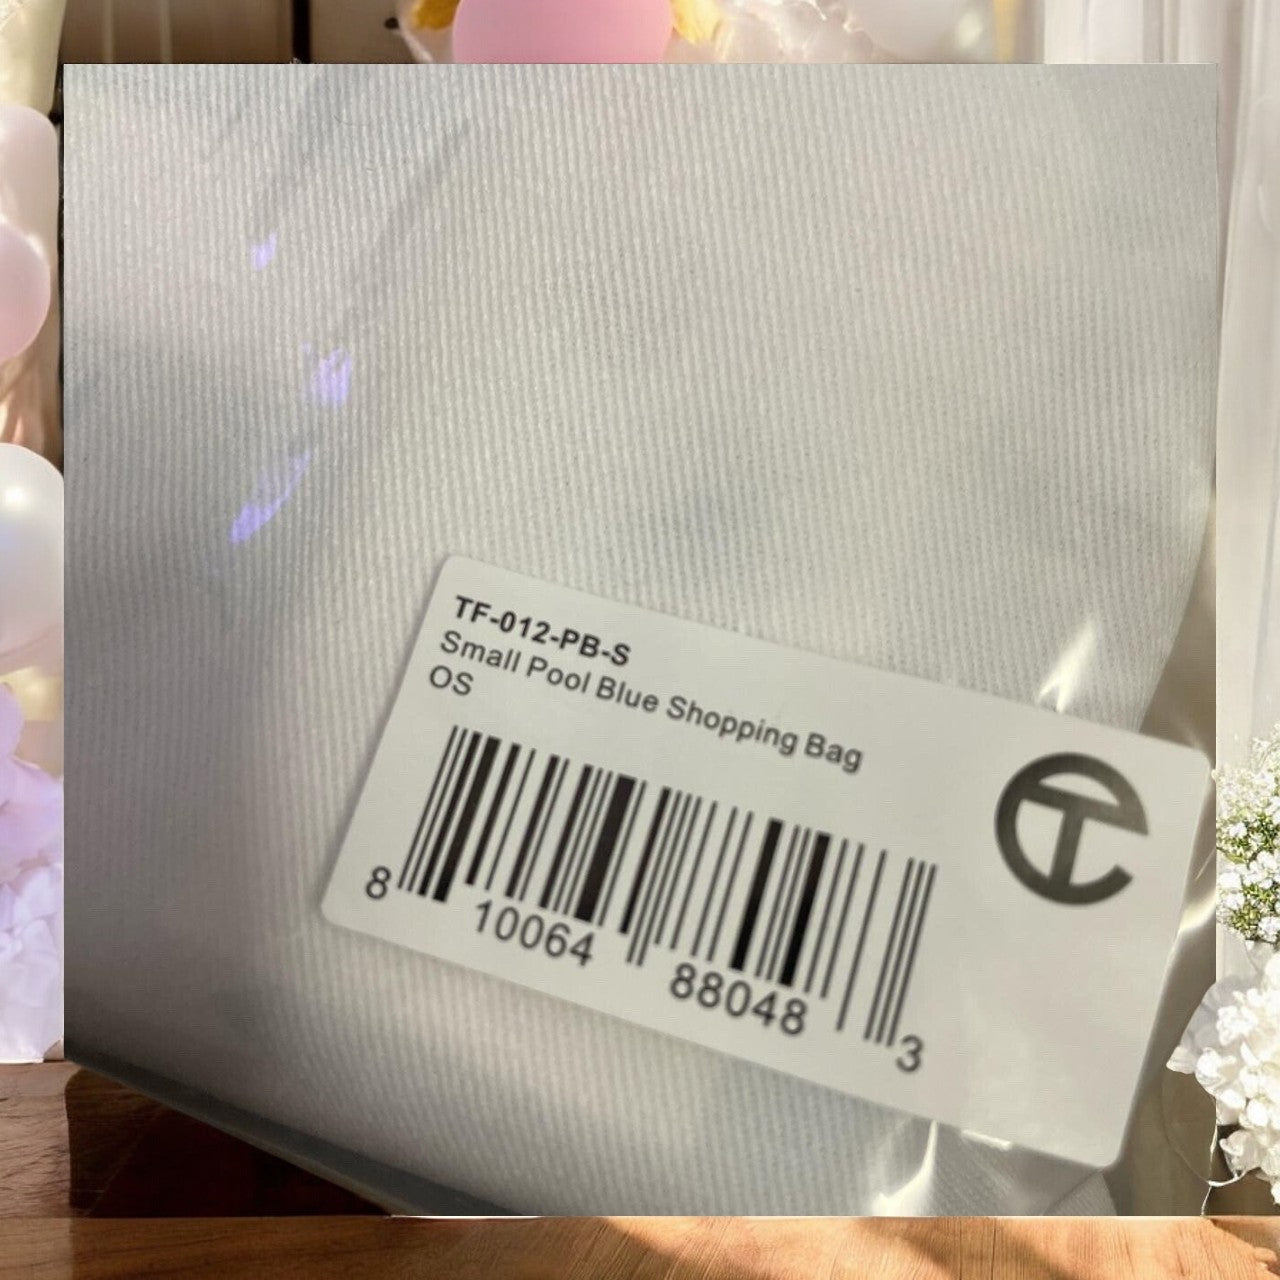 TF-012-PB-S
Small Pool Blue Shopping Bag
OS
8 10064 88048 3